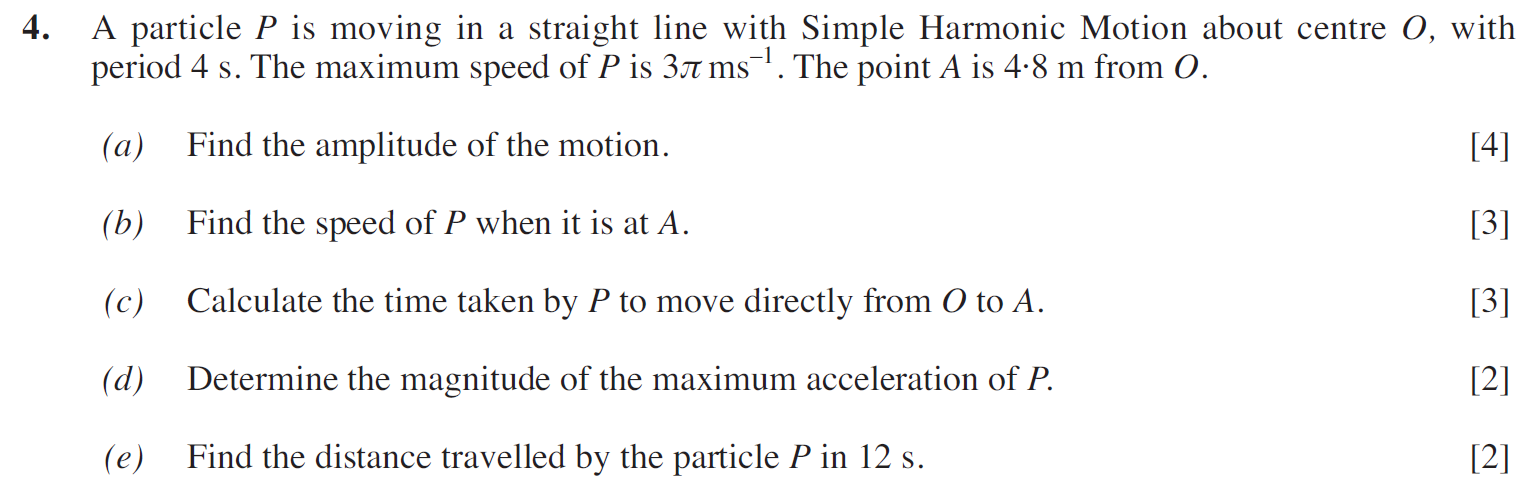 4. A particle P is moving in a straight line with Simple Harmonic Motion about centre O, with
period 4 s. The maximum speed of P is 3π ms⁻¹. The point A is 4·8 m from O.
(a) Find the amplitude of the motion. [4]
(b) Find the speed of P when it is at A. [3]
(c) Calculate the time taken by P to move directly from O to A. [3]
(d) Determine the magnitude of the maximum acceleration of P. [2]
(e) Find the distance travelled by the particle P in 12 s. [2]